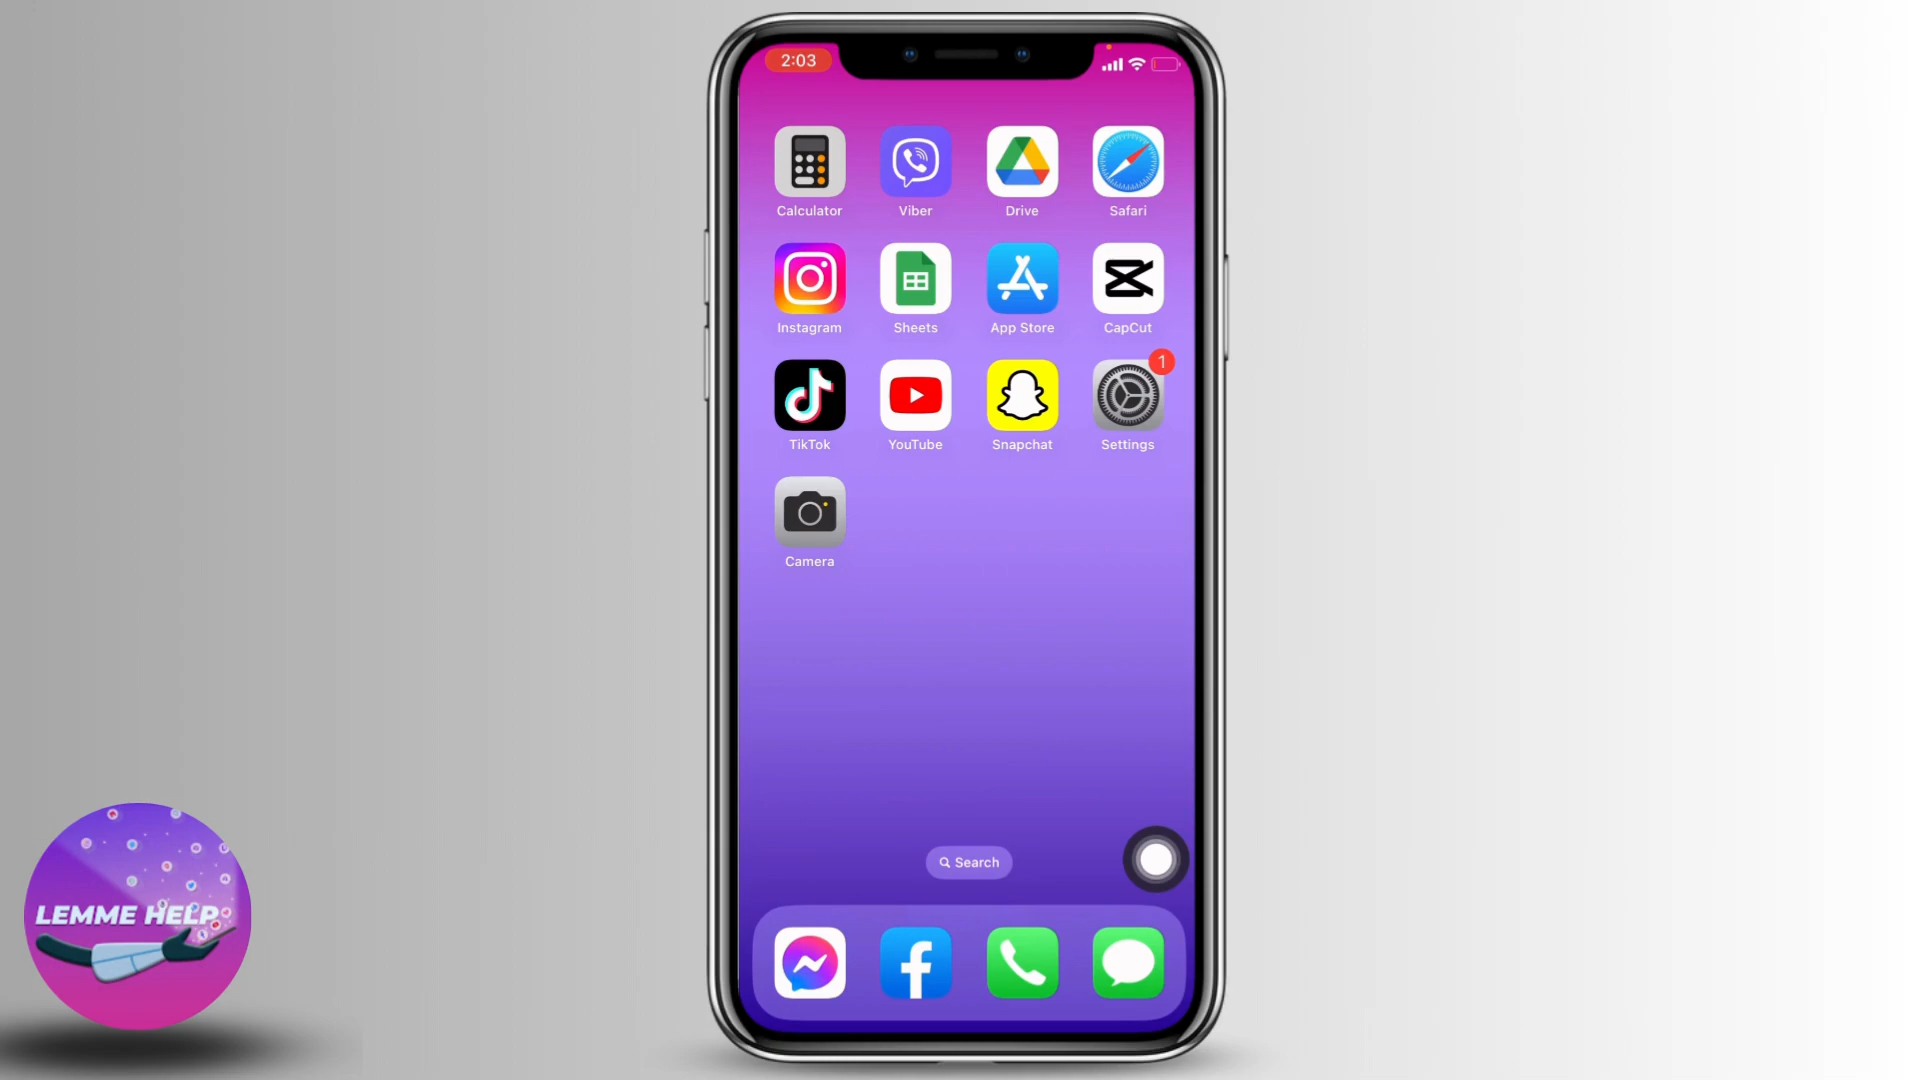 2:03
Calculator Viber Drive Safari
Instagram Sheets App Store CapCut
1
TikTok YouTube Snapchat Settings
Camera
Search
LEMME HELP